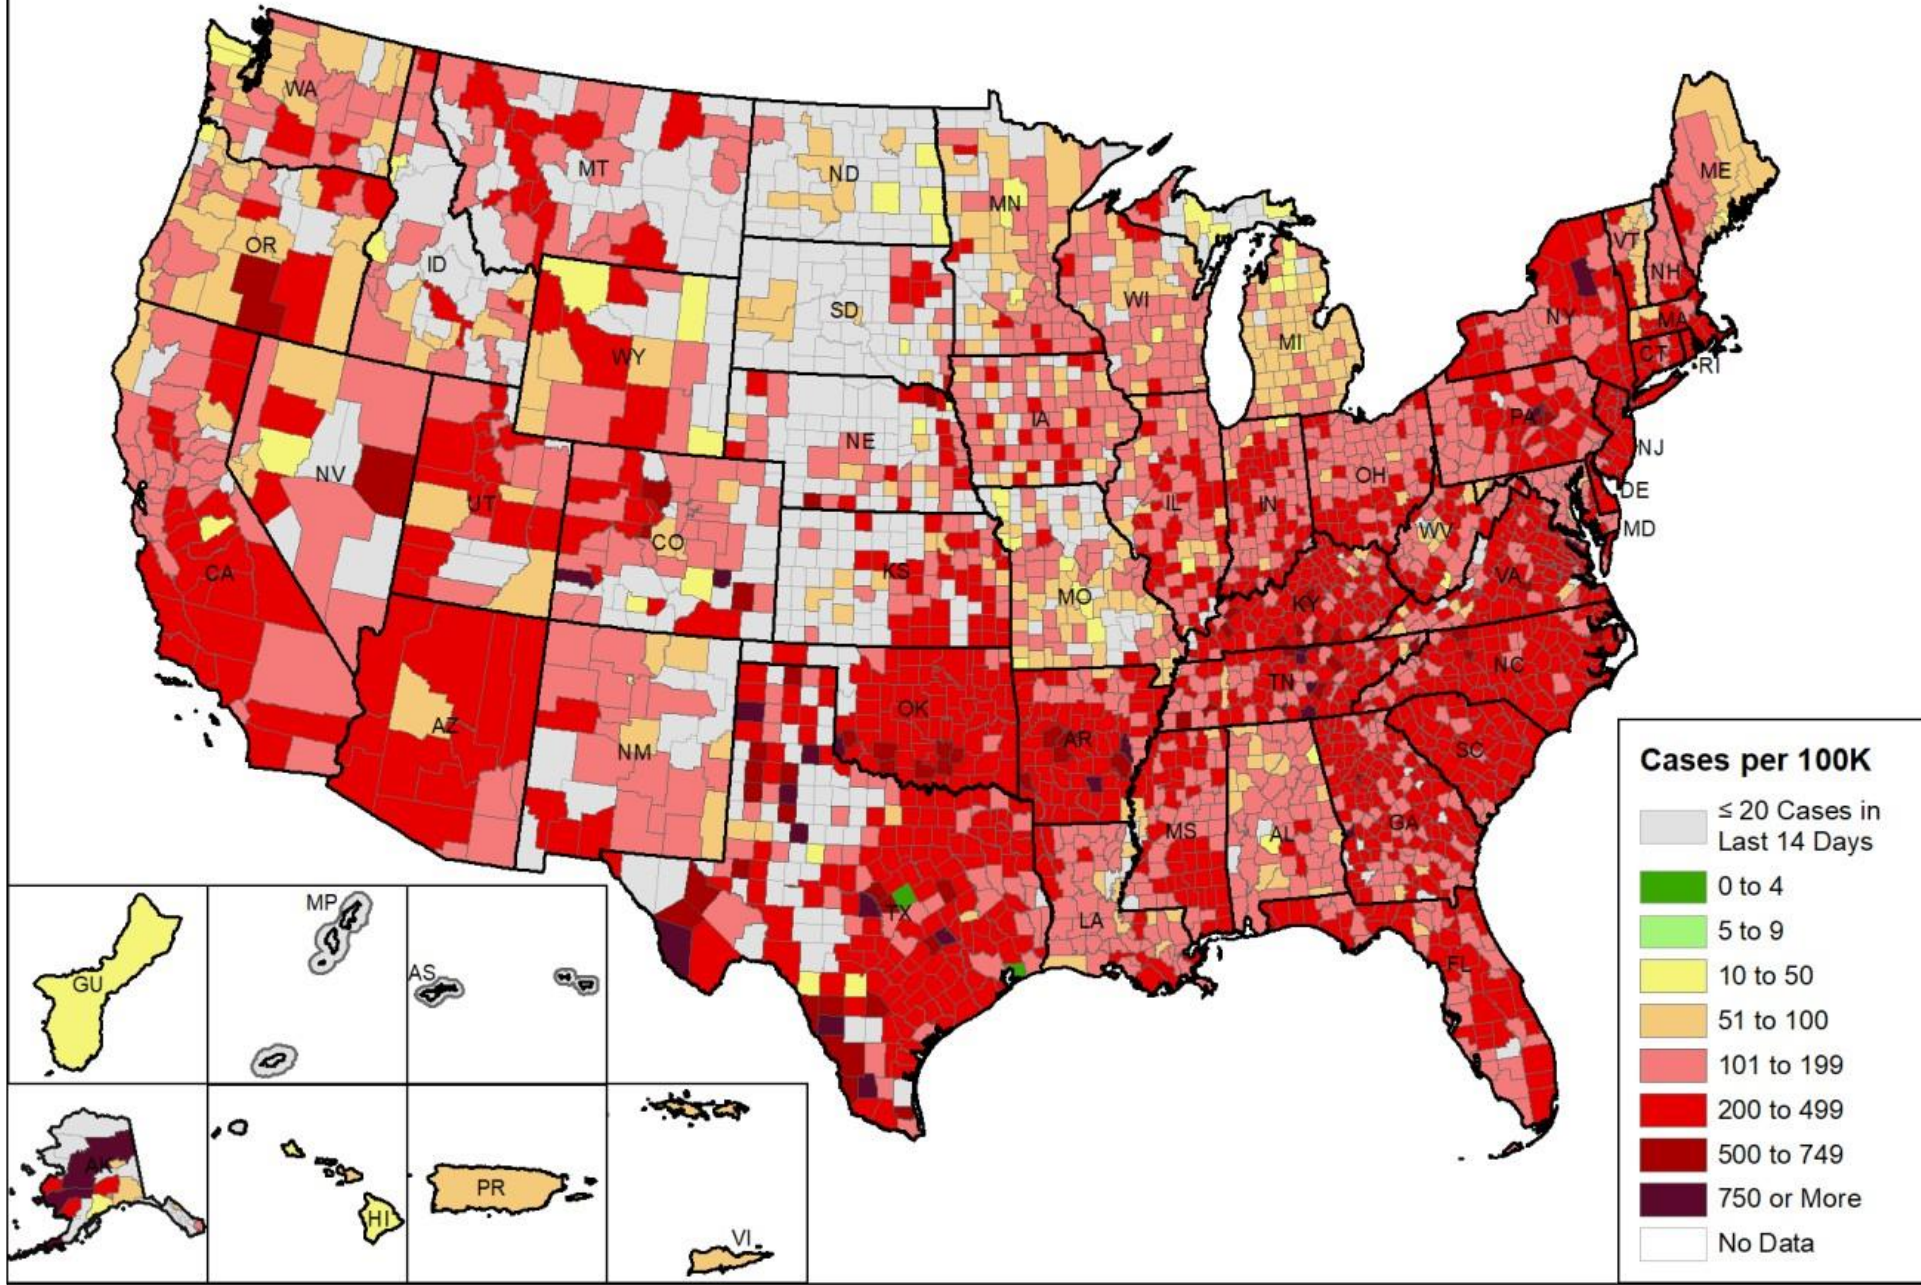 WA
MT
ND
MN
ME
OR
ID
SD
WI
MI
VT
NH
NY
MA
CT
RI
WY
NE
IA
PA
NJ
NV
UT
CO
KS
IL
IN
OH
DE
WV
MD
CA
MO
KY
VA
AZ
NM
OK
AR
TN
NC
SC
TX
LA
MS
AL
GA
FL
GU
MP
AS
AK
HI
PR
VI
Cases per 100K
≤ 20 Cases in
Last 14 Days
0 to 4
5 to 9
10 to 50
51 to 100
101 to 199
200 to 499
500 to 749
750 or More
No Data